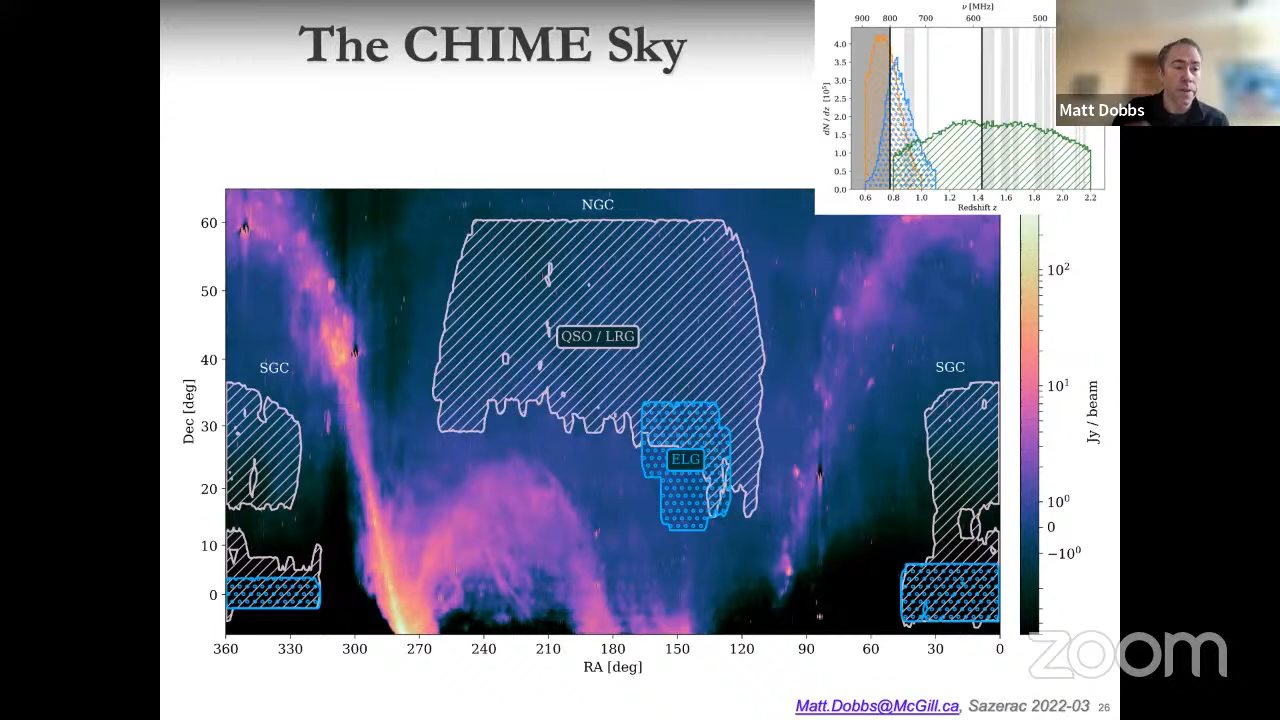 The CHIME Sky
ν [MHz]
900 800 700 600 500
4.0
3.5
3.0
2.5
2.0
1.5
1.0
0.5
0.0
dN / dz [10⁵]
0.6 0.8 1.0 1.2 1.4 1.6 1.8 2.0 2.2
Redshift z
Matt Dobbs
NGC
60
50
40
30
20
10
0
Dec [deg]
QSO / LRG
SGC
SGC
ELG
10²
10¹
10⁰
0
−10⁰
Jy / beam
360 330 300 270 240 210 180 150 120 90 60 30 0
RA [deg]
zoom
Matt.Dobbs@McGill.ca, Sazerac 2022-03 26